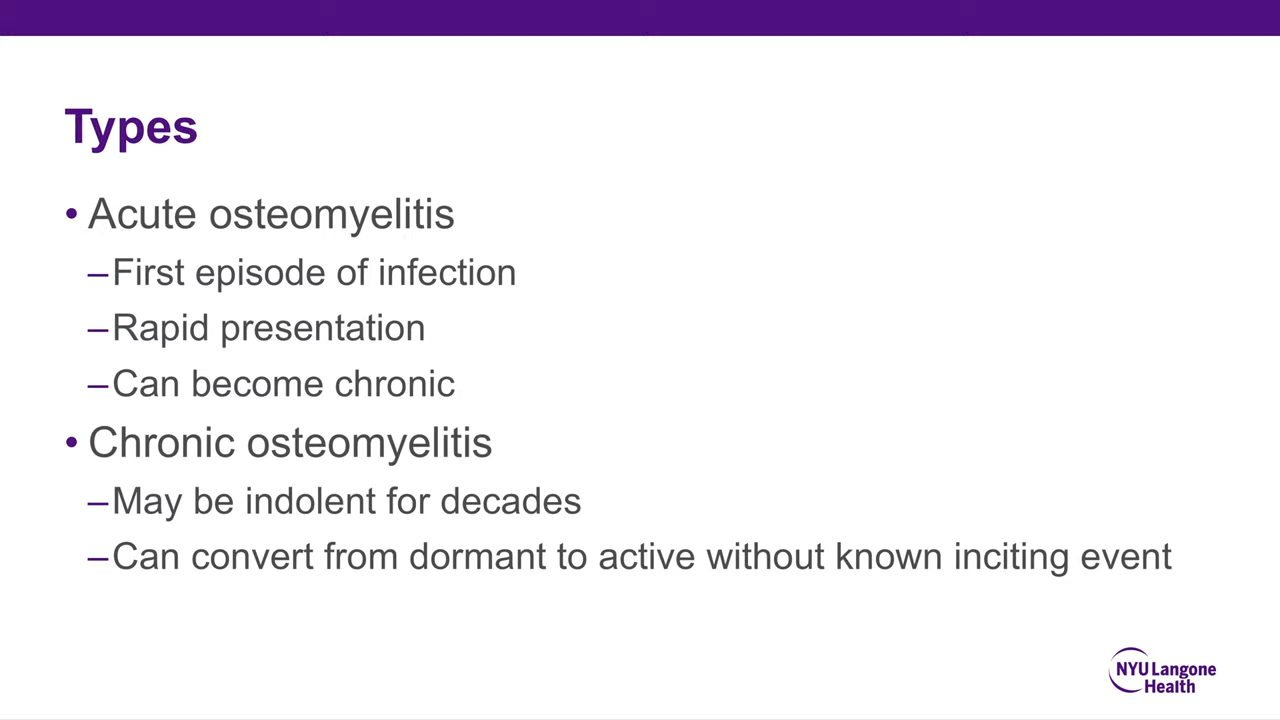 Types
• Acute osteomyelitis
–First episode of infection
–Rapid presentation
–Can become chronic
• Chronic osteomyelitis
–May be indolent for decades
–Can convert from dormant to active without known inciting event
NYU Langone
Health